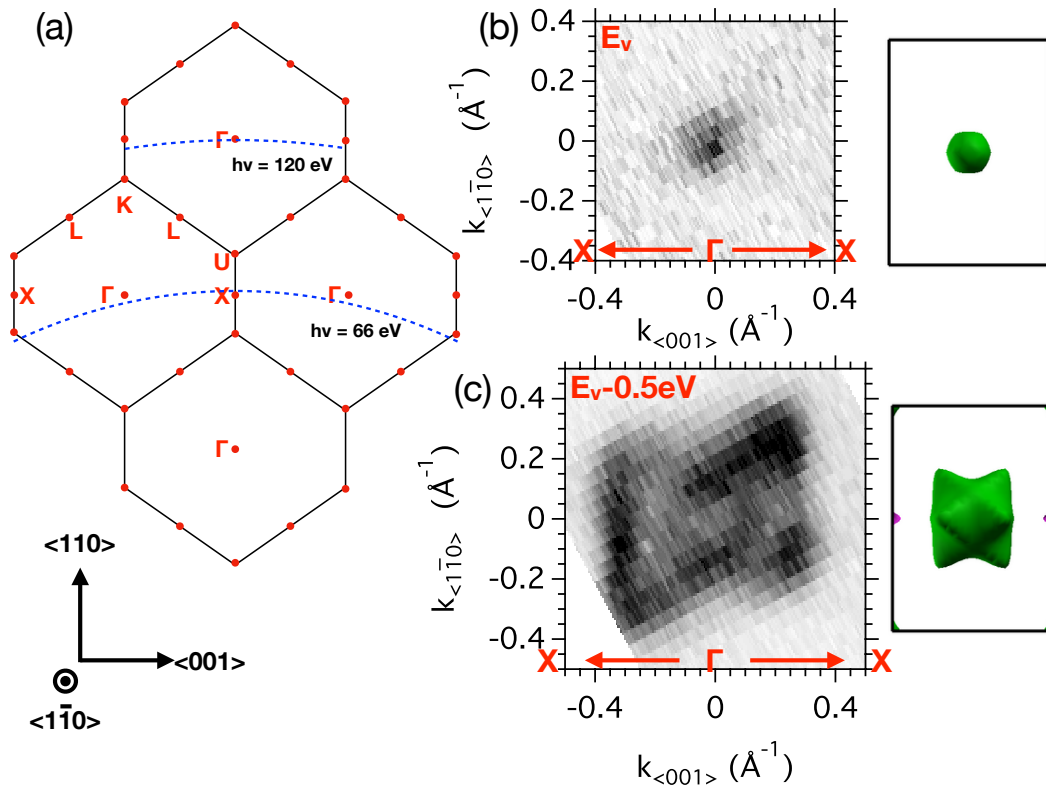 (a)
Γ
hν = 120 eV
K
L
L
U
X
Γ
X
Γ
hν = 66 eV
Γ
<110>
<001>
<11̅0>
(b)
Eᵥ
0.4
0.2
0
-0.2
-0.4
k<11̅0> (Å⁻¹)
X
Γ
X
-0.4
0
0.4
k<001> (Å⁻¹)
(c)
Eᵥ-0.5eV
0.4
0.2
0
-0.2
-0.4
k<11̅0> (Å⁻¹)
X
Γ
X
-0.4
0
0.4
k<001> (Å⁻¹)